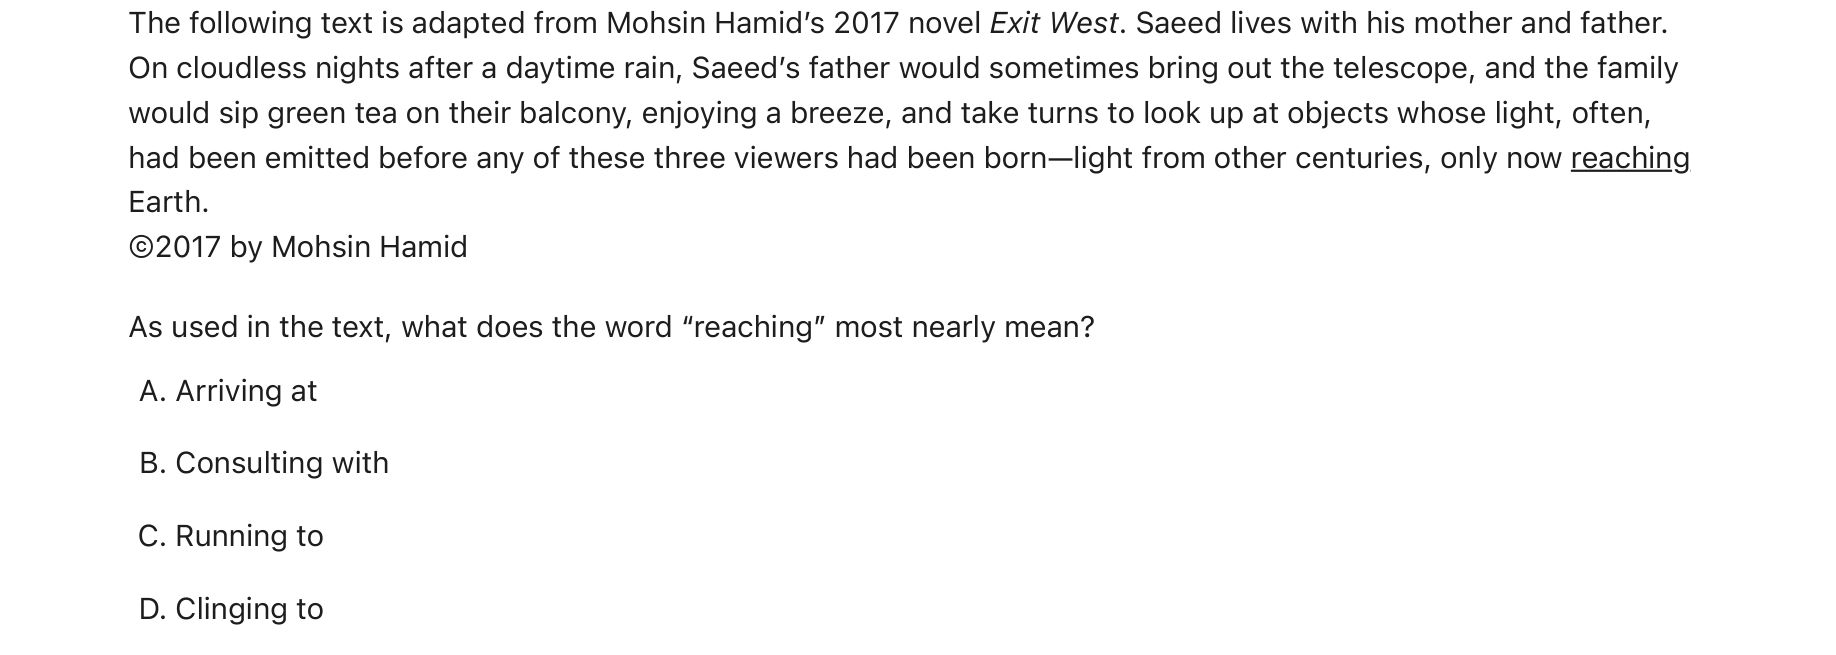 The following text is adapted from Mohsin Hamid’s 2017 novel Exit West. Saeed lives with his mother and father.
On cloudless nights after a daytime rain, Saeed’s father would sometimes bring out the telescope, and the family
would sip green tea on their balcony, enjoying a breeze, and take turns to look up at objects whose light, often,
had been emitted before any of these three viewers had been born—light from other centuries, only now reaching
Earth.
©2017 by Mohsin Hamid
As used in the text, what does the word “reaching” most nearly mean?
A. Arriving at
B. Consulting with
C. Running to
D. Clinging to